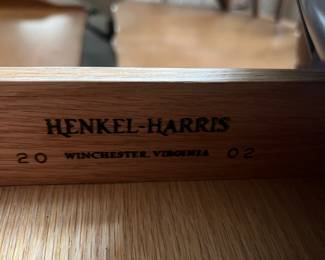 HENKEL-HARRIS
20 WINCHESTER, VIRGINIA 02